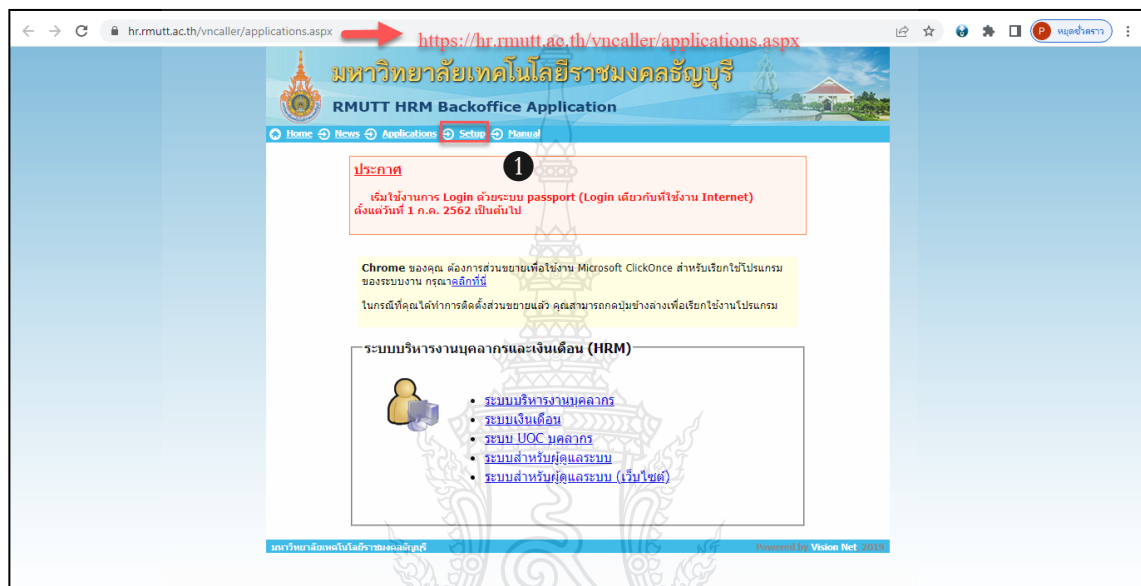 hr.rmutt.ac.th/vncaller/applications.aspx
https://hr.rmutt.ac.th/vncaller/applications.aspx
P หยุดชั่วคราว
มหาวิทยาลัยเทคโนโลยีราชมงคลธัญบุรี
RMUTT HRM Backoffice Application
Home News Applications Setup Manual
1
ประกาศ
เริ่มใช้งานการ Login ด้วยระบบ passport (Login เดียวกับที่ใช้งาน Internet)
ตั้งแต่วันที่ 1 ก.ค. 2562 เป็นต้นไป
Chrome ของคุณ ต้องการส่วนขยายเพื่อใช้งาน Microsoft ClickOnce สำหรับเรียกใช้โปรแกรม
ของระบบงาน กรุณาคลิกที่นี่
ในกรณีที่คุณได้ทำการติดตั้งส่วนขยายแล้ว คุณสามารถกดปุ่มข้างล่างเพื่อเรียกใช้งานโปรแกรม
ระบบบริหารงานบุคลากรและเงินเดือน (HRM)
ระบบบริหารงานบุคลากร
ระบบเงินเดือน
ระบบ UOC บุคลากร
ระบบสำหรับผู้ดูแลระบบ
ระบบสำหรับผู้ดูแลระบบ (เว็บไซต์)
มหาวิทยาลัยเทคโนโลยีราชมงคลธัญบุรี
Powered by Vision Net 2019